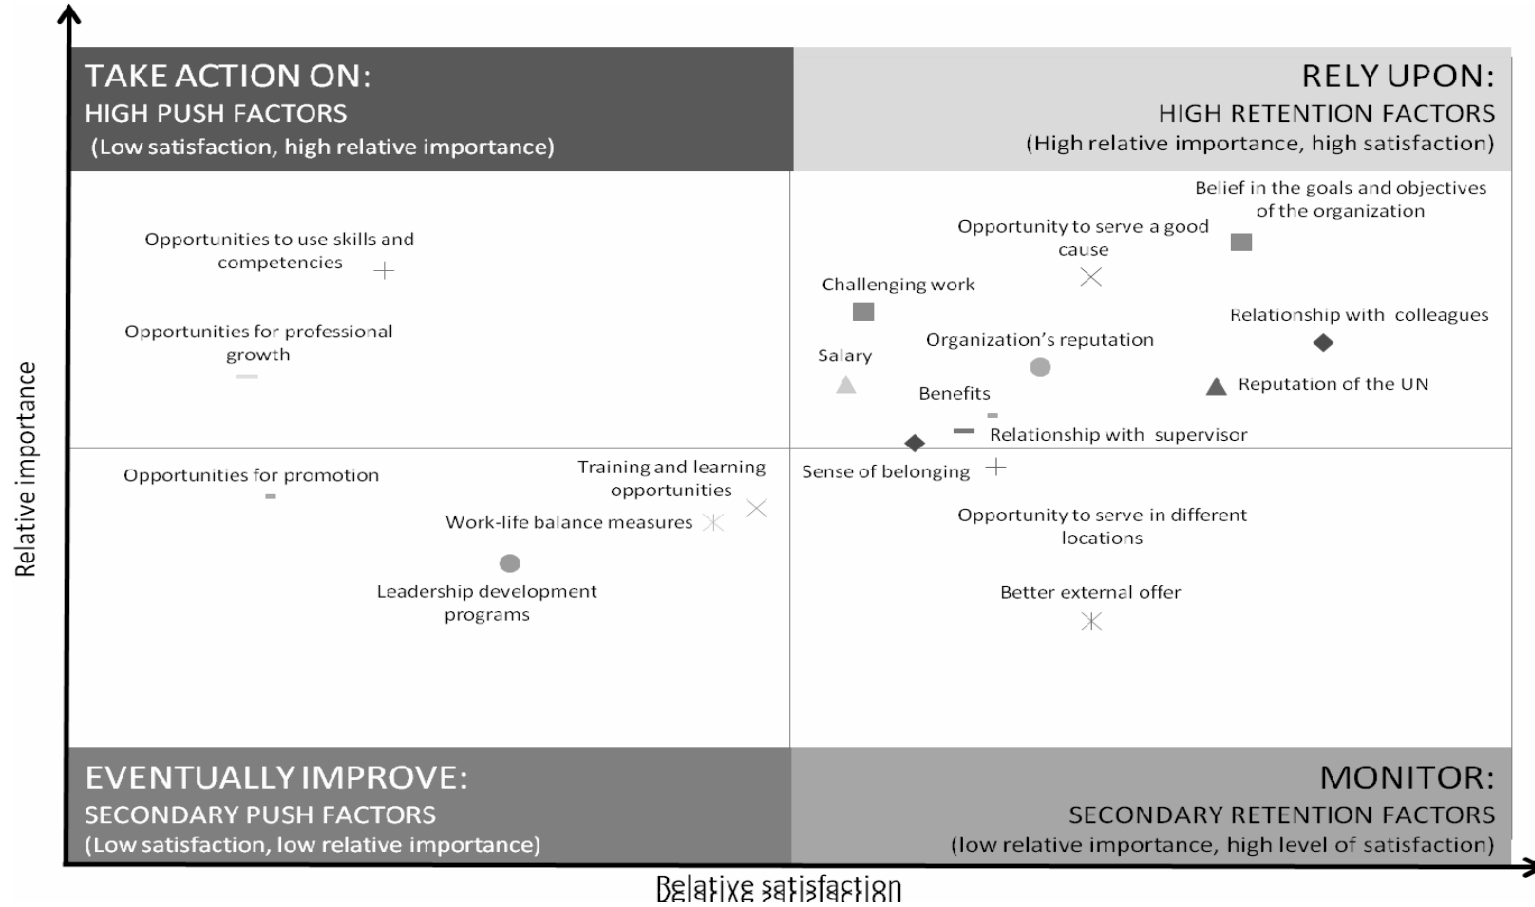 TAKE ACTION ON:
HIGH PUSH FACTORS
(Low satisfaction, high relative importance)
RELY UPON:
HIGH RETENTION FACTORS
(High relative importance, high satisfaction)
Opportunities to use skills and
competencies
Opportunities for professional
growth
Belief in the goals and objectives
of the organization
Opportunity to serve a good
cause
Challenging work
Relationship with colleagues
Organization's reputation
Salary
Reputation of the UN
Benefits
Relationship with supervisor
Sense of belonging
Opportunities for promotion
Training and learning
opportunities
Work-life balance measures
Leadership development
programs
Opportunity to serve in different
locations
Better external offer
Relative importance
EVENTUALLY IMPROVE:
SECONDARY PUSH FACTORS
(Low satisfaction, low relative importance)
MONITOR:
SECONDARY RETENTION FACTORS
(low relative importance, high level of satisfaction)
Relative satisfaction